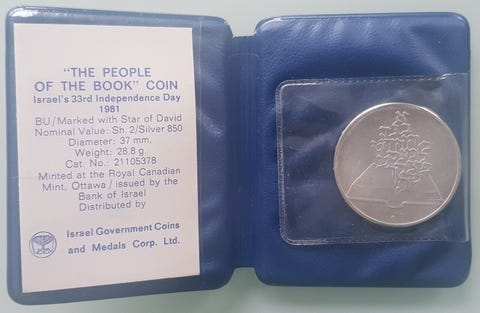 "THE PEOPLE
OF THE BOOK" COIN
Israel's 33rd Independence Day
1981
BU/Marked with Star of David
Nominal Value: Sh. 2/Silver 850
Diameter: 37 mm.
Weight: 28.8 g.
Cat. No.: 21105378
Minted at the Royal Canadian
Mint, Ottawa / issued by the
Bank of Israel
Distributed by
Israel Government Coins
and Medals Corp. Ltd.